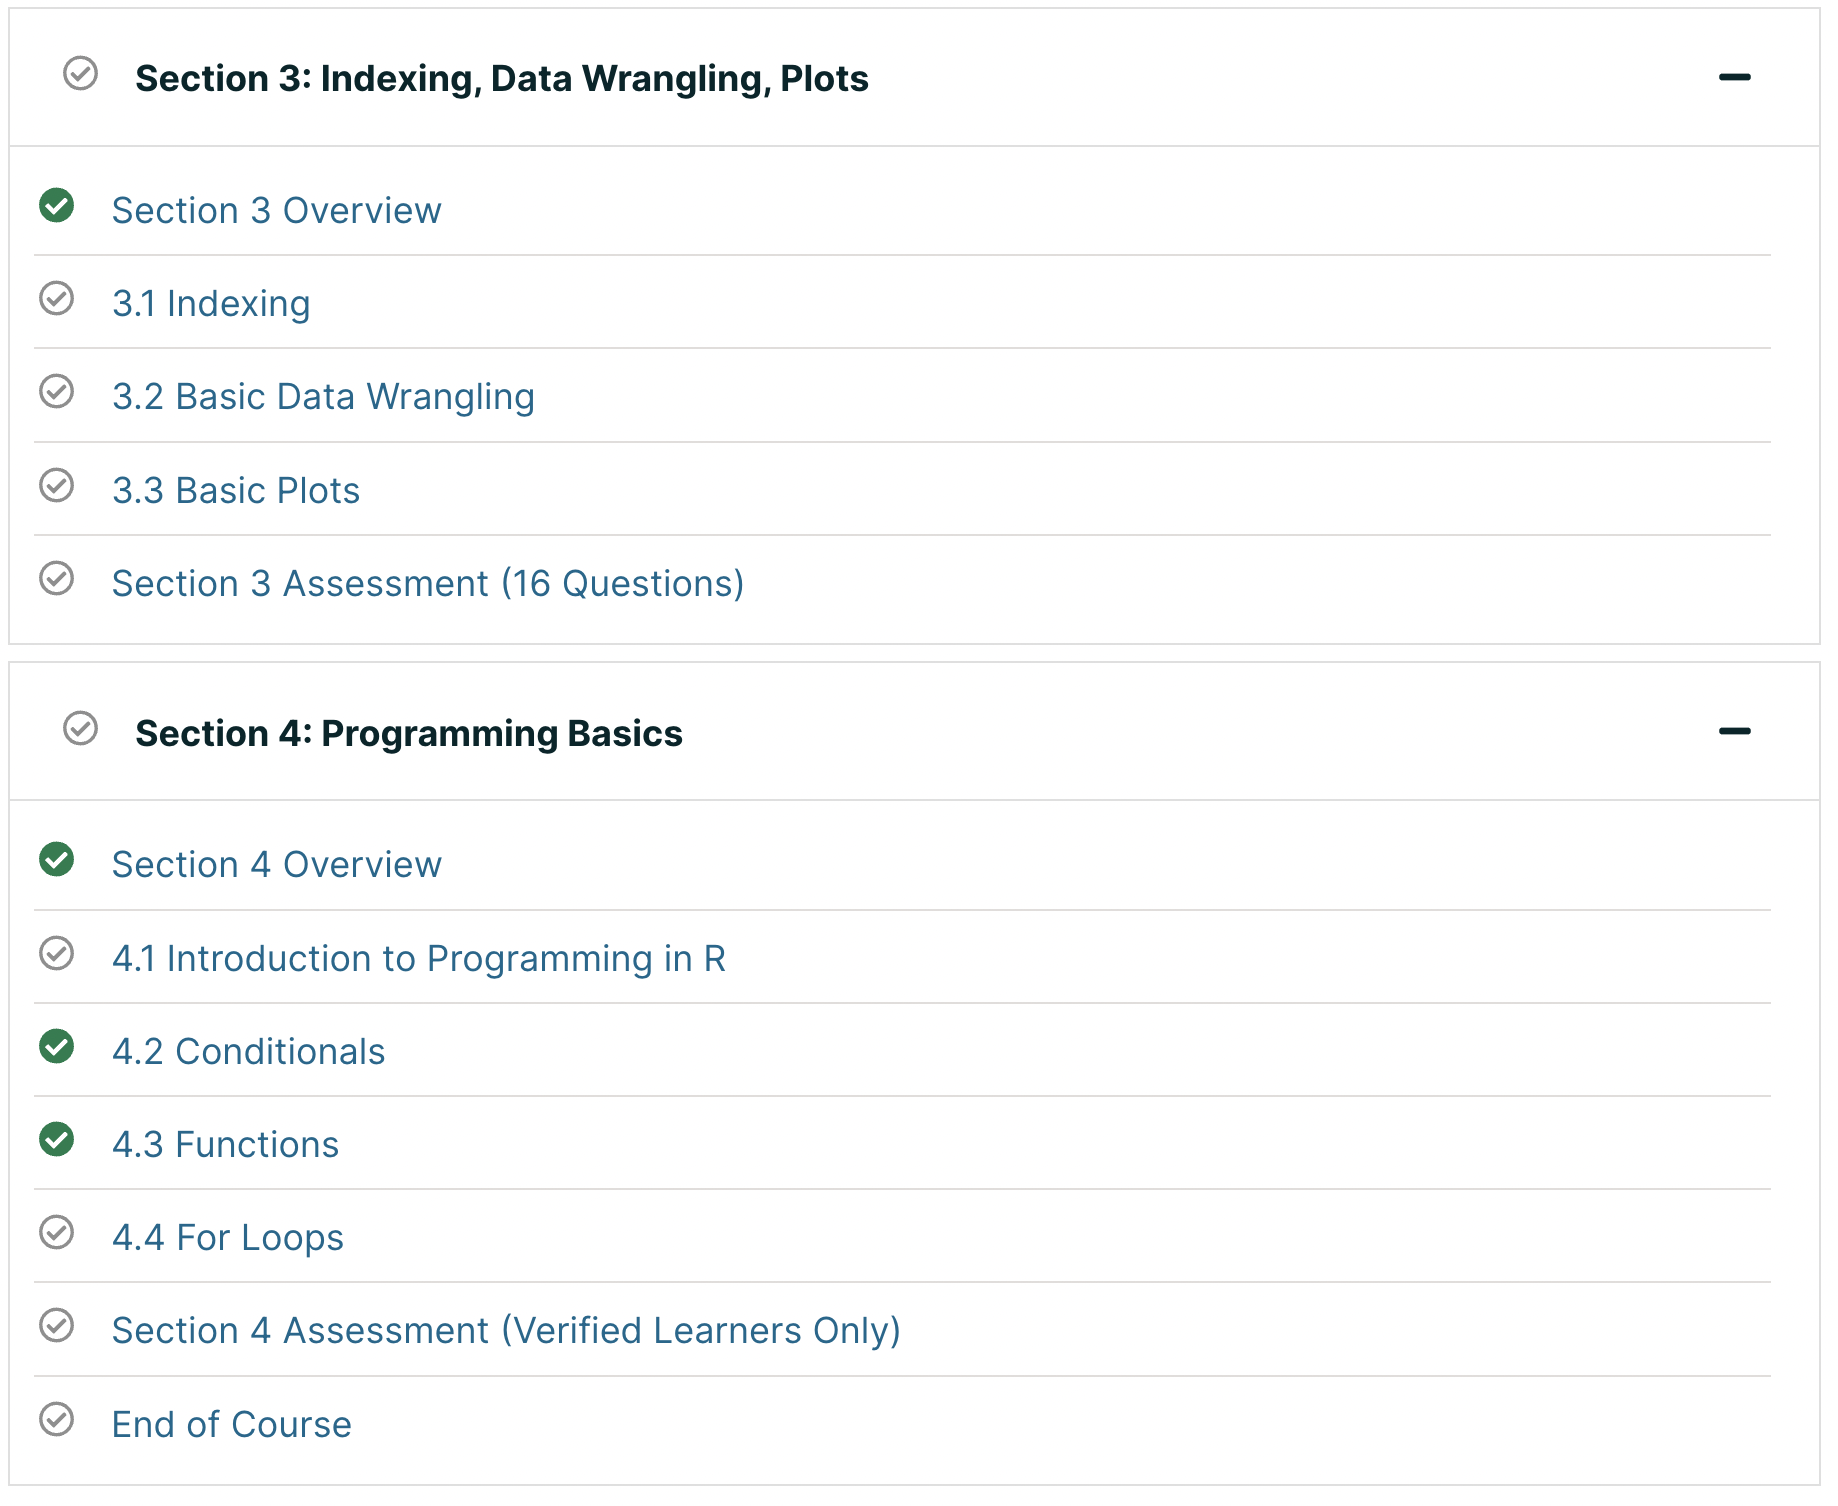 Section 3: Indexing, Data Wrangling, Plots
Section 3 Overview
3.1 Indexing
3.2 Basic Data Wrangling
3.3 Basic Plots
Section 3 Assessment (16 Questions)
Section 4: Programming Basics
Section 4 Overview
4.1 Introduction to Programming in R
4.2 Conditionals
4.3 Functions
4.4 For Loops
Section 4 Assessment (Verified Learners Only)
End of Course